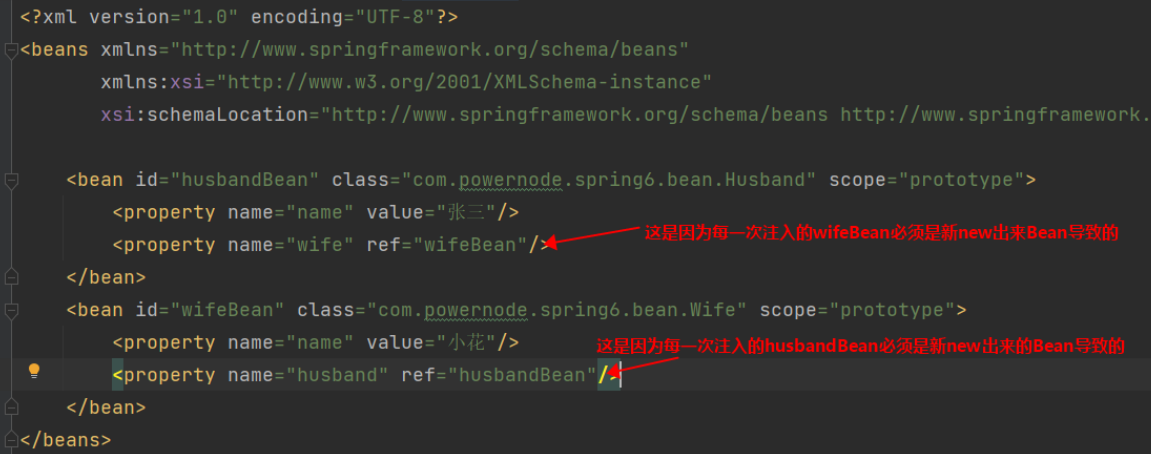 <?xml version="1.0" encoding="UTF-8"?>
<beans xmlns="http://www.springframework.org/schema/beans"
xmlns:xsi="http://www.w3.org/2001/XMLSchema-instance"
xsi:schemaLocation="http://www.springframework.org/schema/beans http://www.springframework.
<bean id="husbandBean" class="com.powernode.spring6.bean.Husband" scope="prototype">
<property name="name" value="张三"/>
<property name="wife" ref="wifeBean"/> 这是因为每一次注入的wifeBean必须是新new出来Bean导致的
</bean>
<bean id="wifeBean" class="com.powernode.spring6.bean.Wife" scope="prototype">
<property name="name" value="小花"/> 这是因为每一次注入的husbandBean必须是新new出来的Bean导致的
<property name="husband" ref="husbandBean"/>
</bean>
</beans>